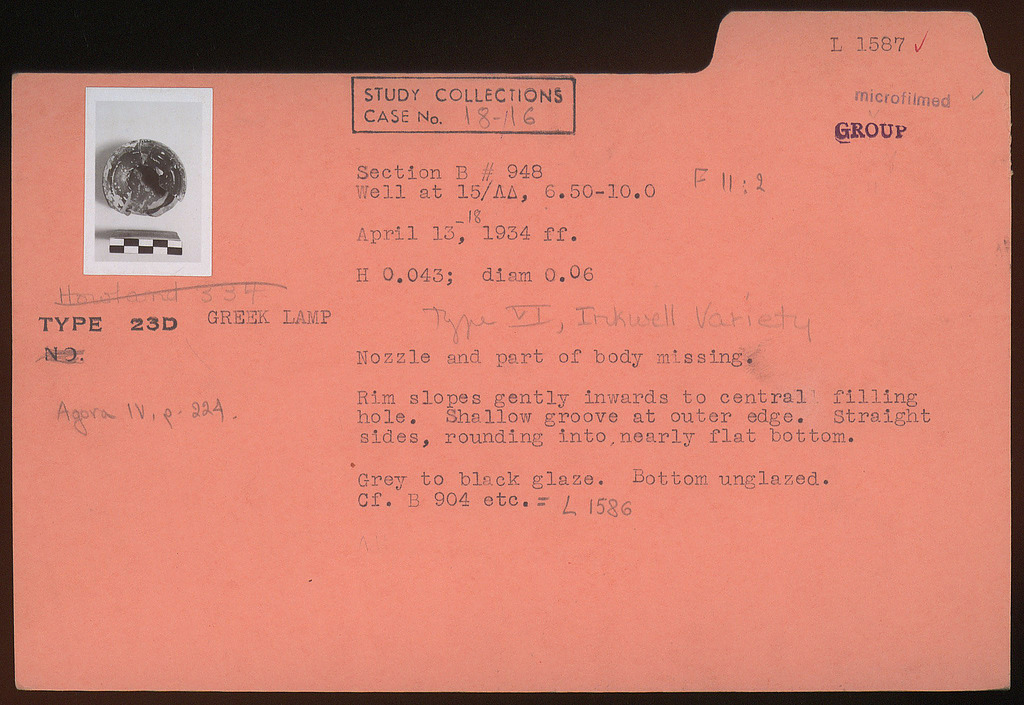 L 1587 ✓
microfilmed ✓
GROUP
STUDY COLLECTIONS
CASE No. 18-116
Section B # 948
Well at 15/ΛΔ, 6.50-10.0 F 11:2
April 13,-18 1934 ff.
H 0.043; diam 0.06
Howland 334
TYPE 23D GREEK LAMP
NO.
Type VI, Inkwell Variety
Nozzle and part of body missing.
Agora IV, p. 224.
Rim slopes gently inwards to central filling
hole. Shallow groove at outer edge. Straight
sides, rounding into, nearly flat bottom.
Grey to black glaze. Bottom unglazed.
Cf. B 904 etc. = L 1586